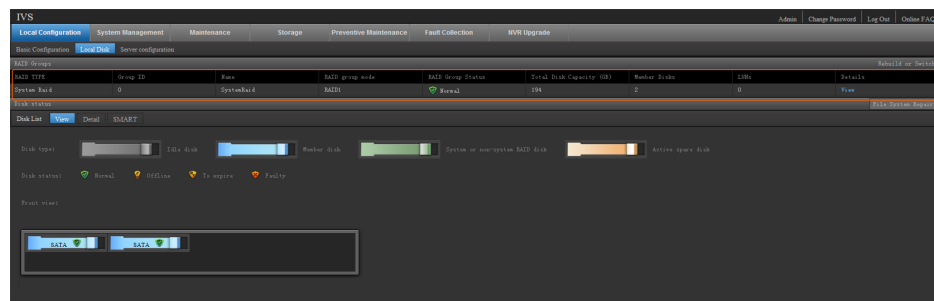 IVS
Admin Change Password Log Out Online FAQ
Local Configuration System Management Maintenance Storage Preventive Maintenance Fault Collection NVR Upgrade
Basic Configuration Local Disk Server configuration
RAID Groups Rebuild or Switch
RAID TYPE Group ID Name RAID group mode RAID Group Status Total Disk Capacity (GB) Member Disks LUNs Details
System Raid 0 SystemRaid RAID1 Normal 194 2 0 View
Disk status File System Repair
Disk List View Detail SMART
Disk type: Idle disk Member disk System or non-system RAID disk Active spare disk
Disk status: Normal Offline To expire Faulty
Front view:
SATA SATA